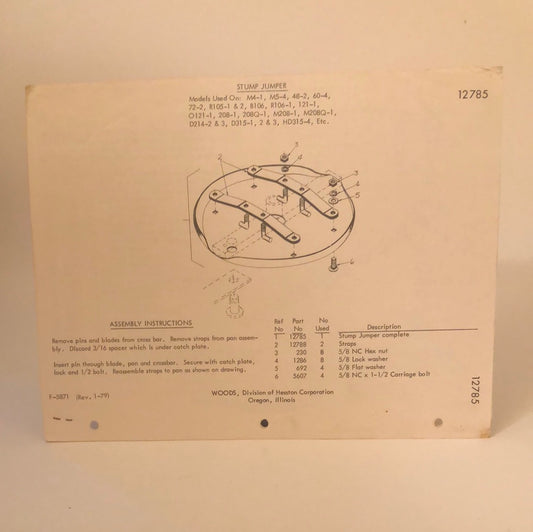 STUMP JUMPER
12785
Models Used On: M4-1, M5-4, 48-2, 60-4,
72-2, R105-1 & 2, B106, R106-1, 121-1,
O121-1, 208-1, 208Q-1, M208-1, M208Q-1,
D214-2 & 3, D315-1, 2 & 3, HD315-4, Etc.
3
4
2
3
4
5
1
6
ASSEMBLY INSTRUCTIONS
Remove pins and blades from cross bar. Remove straps from pan assem-
bly. Discard 3/16 spacer which is under catch plate.
Insert pin through blade, pan and crossbar. Secure with catch plate,
lock and 1/2 bolt. Reassemble straps to pan as shown on drawing.
Ref Part No
No No Used Description
1 12785 1 Stump Jumper complete
2 12788 2 Straps
3 230 8 5/8 NC Hex nut
4 1286 8 5/8 Lock washer
5 692 4 5/8 Flat washer
6 5607 4 5/8 NC x 1-1/2 Carriage bolt
F-3871 (Rev. 1-79)
WOODS, Division of Hesston Corporation
Oregon, Illinois
12785